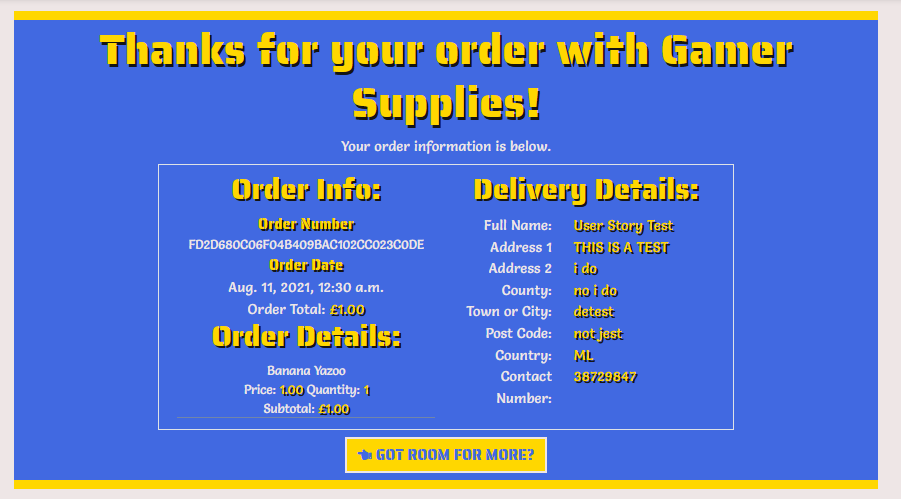 Thanks for your order with Gamer
Supplies!
Your order information is below.
Order Info:
Order Number
FD2D680C06F04B409BAC102CC023C0DE
Order Date
Aug. 11, 2021, 12:30 a.m.
Order Total: £1.00
Order Details:
Banana Yazoo
Price: 1.00 Quantity: 1
Subtotal: £1.00
Delivery Details:
Full Name: User Story Test
Address 1 THIS IS A TEST
Address 2 i do
County: no i do
Town or City: detest
Post Code: not jest
Country: ML
Contact 38729847
Number:
GOT ROOM FOR MORE?